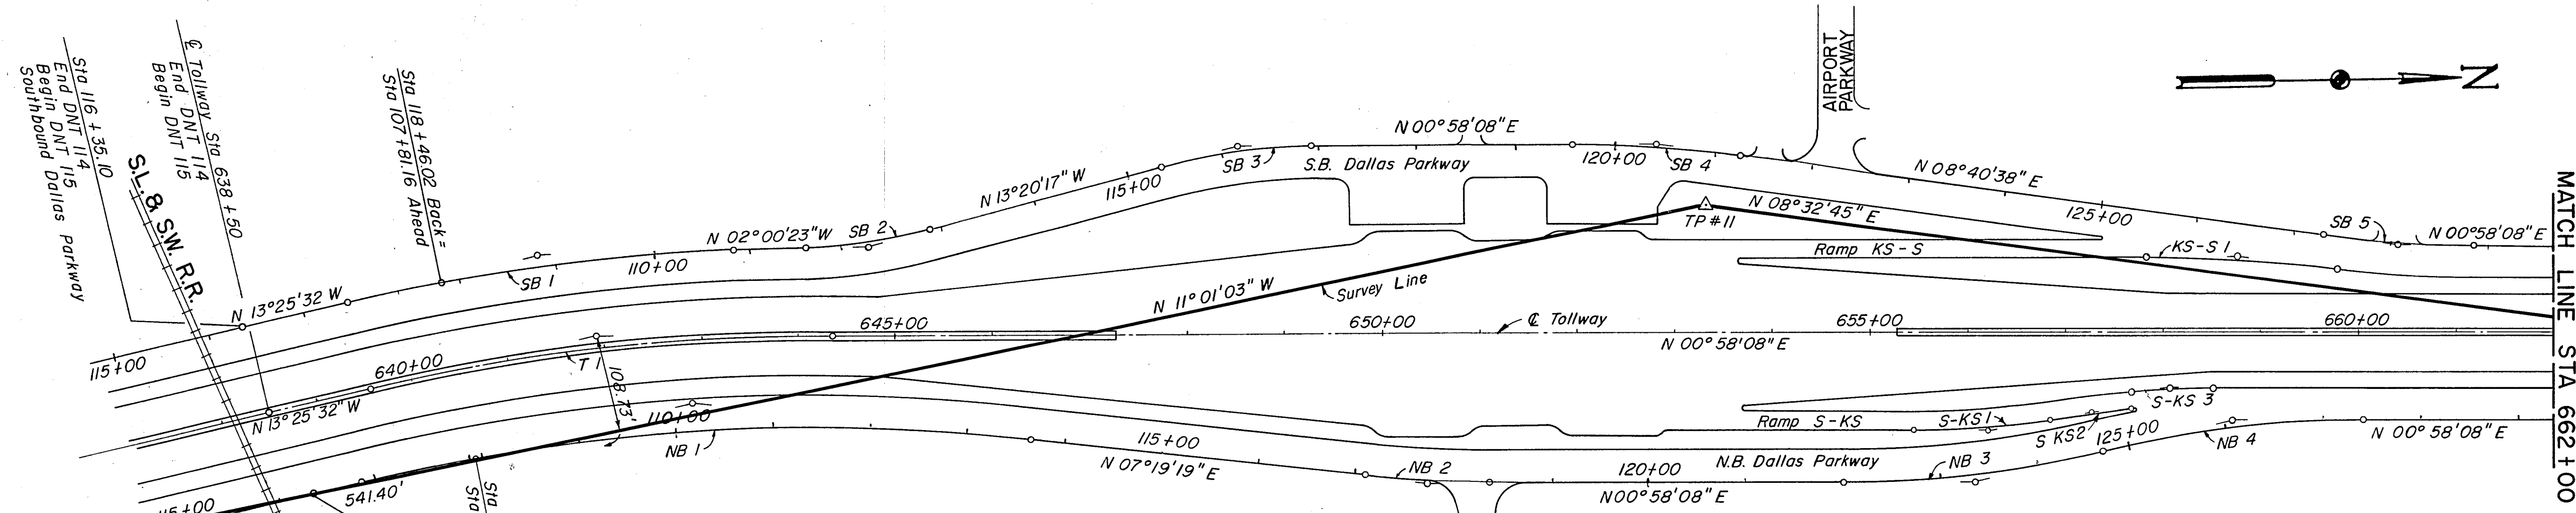 Sta 116+35.10
End DNT 114
Begin DNT 115
Southbound Dallas Parkway
℄ Tollway Sta 638+50
End DNT 114
Begin DNT 115
S.L.& S.W. R.R.
Sta 118+46.02 Back=
Sta 107+81.16 Ahead
N 13°25'32 W
SB 1
110+00
N 02°00'23"W
SB 2
N 13°20'17" W
115+00
SB 3
N 00°58'08"E
S.B. Dallas Parkway
120+00
SB 4
AIRPORT
PARKWAY
N
N 08°40'38"E
125+00
SB 5
N 00°58'08"E
TP #11
N 08°32'45"E
Ramp KS-S
KS-S 1
N 11°01'03" W
Survey Line
115+00
640+00
T 1
645+00
650+00
℄ Tollway
655+00
660+00
N 00°58'08"E
N 13°25'32" W
108.73'
110+00
NB 1
115+00
N 07°19'19"E
NB 2
120+00
N00°58'08"E
N.B. Dallas Parkway
Ramp S-KS
S-KS1
S KS2
S-KS 3
125+00
NB 3
NB 4
N 00°58'08"E
541.40'
Sta
Sta
15+00
MATCH LINE STA 662+00